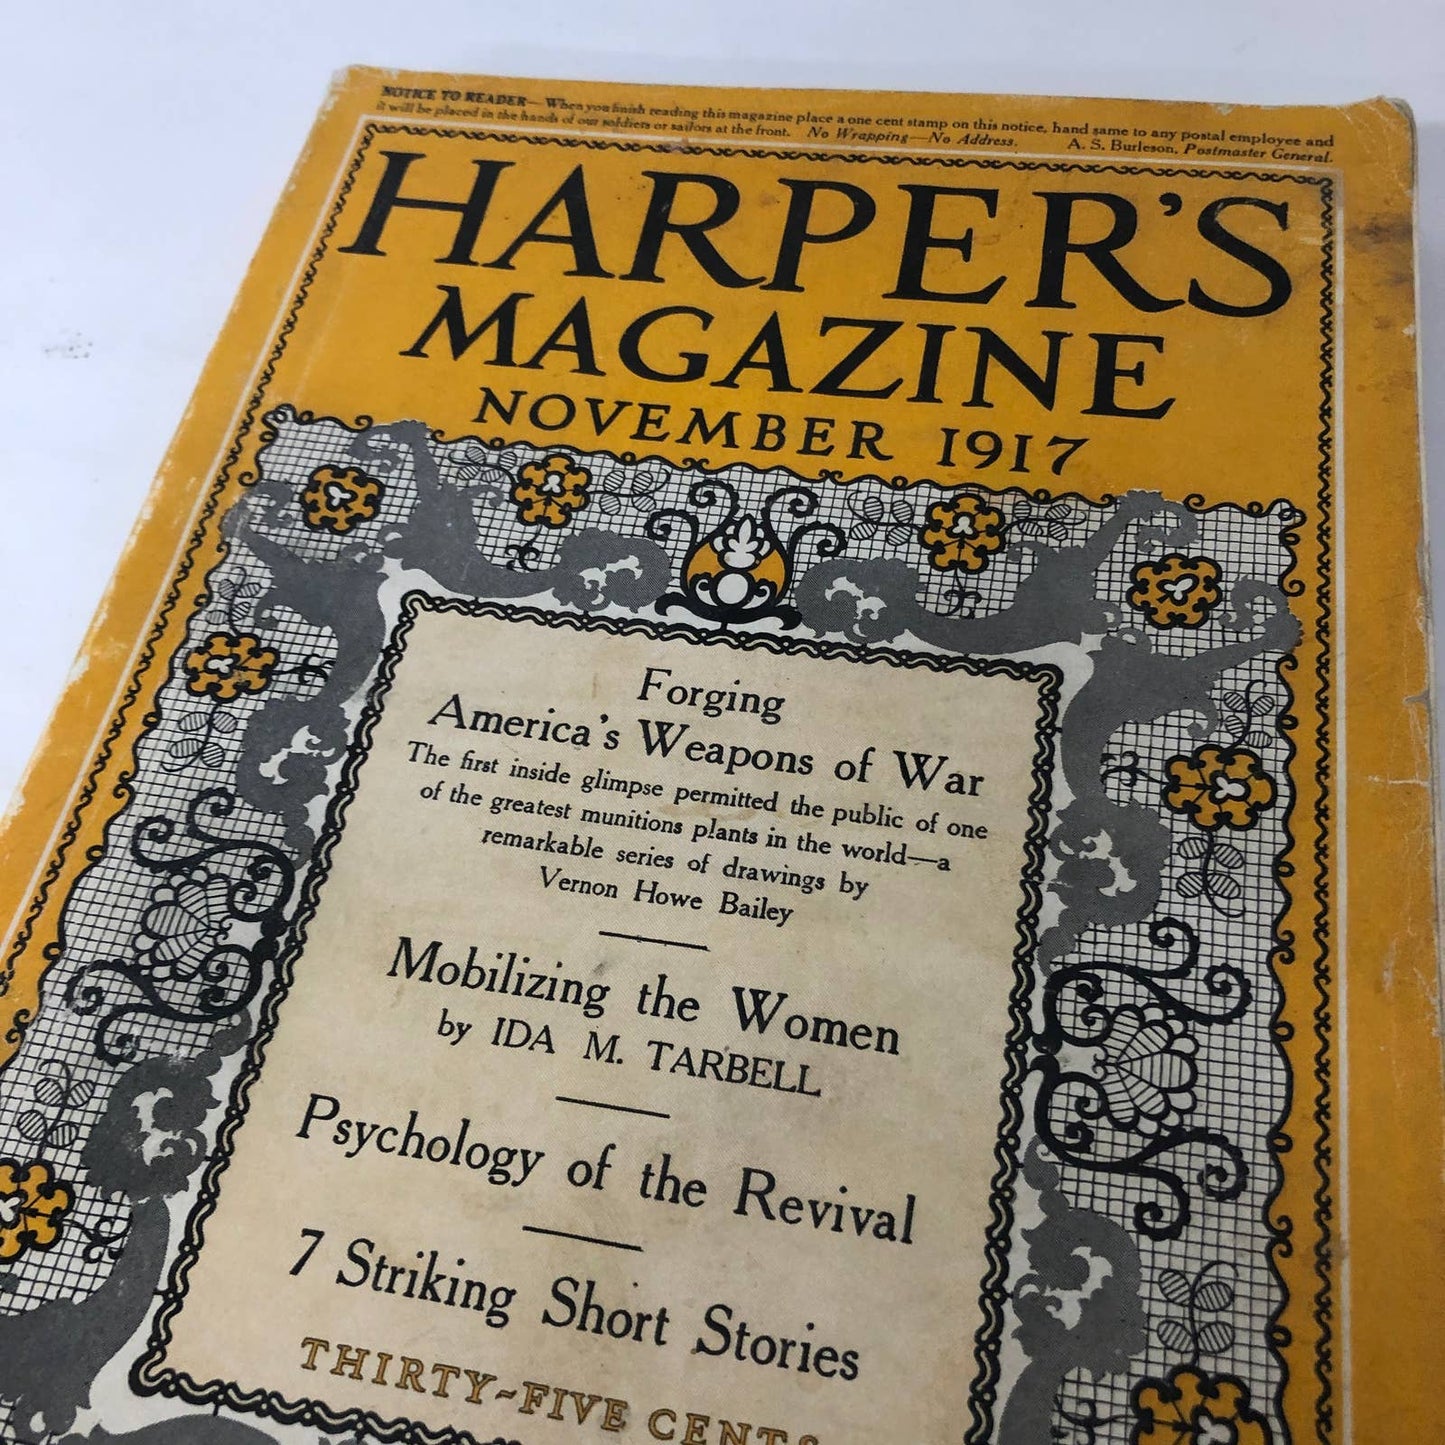 NOTICE TO READER—When you finish reading this magazine place a one cent stamp on this notice, hand same to any postal employee and
it will be placed in the hands of our soldiers or sailors at the front. No Wrapping—No Address. A. S. Burleson, Postmaster General.
HARPER'S
MAGAZINE
NOVEMBER 1917
Forging
America's Weapons of War
The first inside glimpse permitted the public of one
of the greatest munitions plants in the world—a
remarkable series of drawings by
Vernon Howe Bailey
Mobilizing the Women
by IDA M. TARBELL
Psychology of the Revival
7 Striking Short Stories
THIRTY-FIVE CENTS